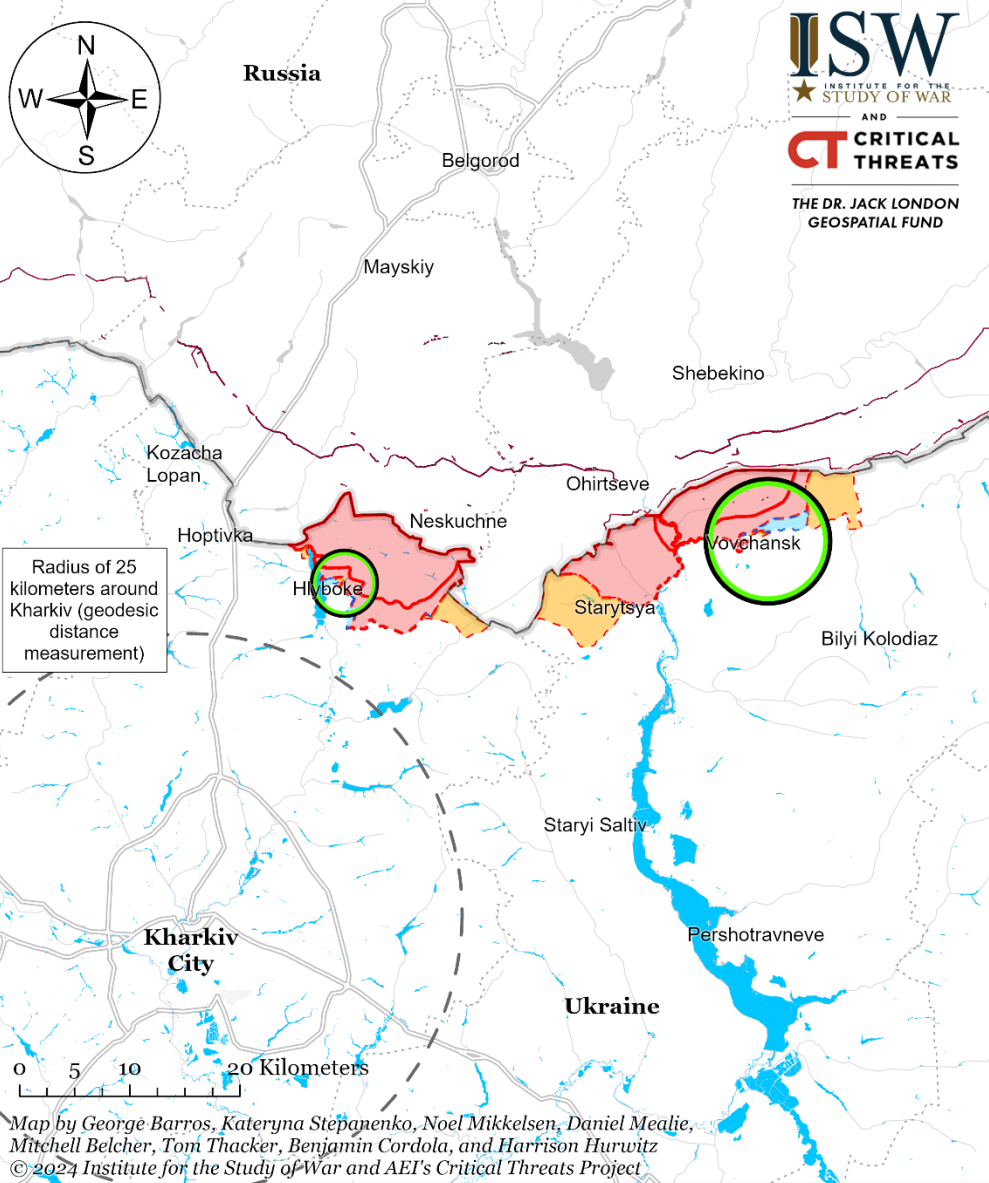 N
W
E
S
Russia
ISW
INSTITUTE FOR THE
STUDY OF WAR
AND
CT CRITICAL
THREATS
THE DR. JACK LONDON
GEOSPATIAL FUND
Belgorod
Mayskiy
Shebekino
Kozacha
Lopan
Ohirtseve
Hoptivka
Neskuchne
Vovchansk
Radius of 25
kilometers around
Kharkiv (geodesic
distance
measurement)
Hlyboke
Starytsya
Bilyi Kolodiaz
Staryi Saltiv
Pershotravneve
Kharkiv
City
Ukraine
0 5 10 20 Kilometers
Map by George Barros, Kateryna Stepanenko, Noel Mikkelsen, Daniel Mealie,
Mitchell Belcher, Tom Thacker, Benjamin Cordola, and Harrison Hurwitz
© 2024 Institute for the Study of War and AEI's Critical Threats Project